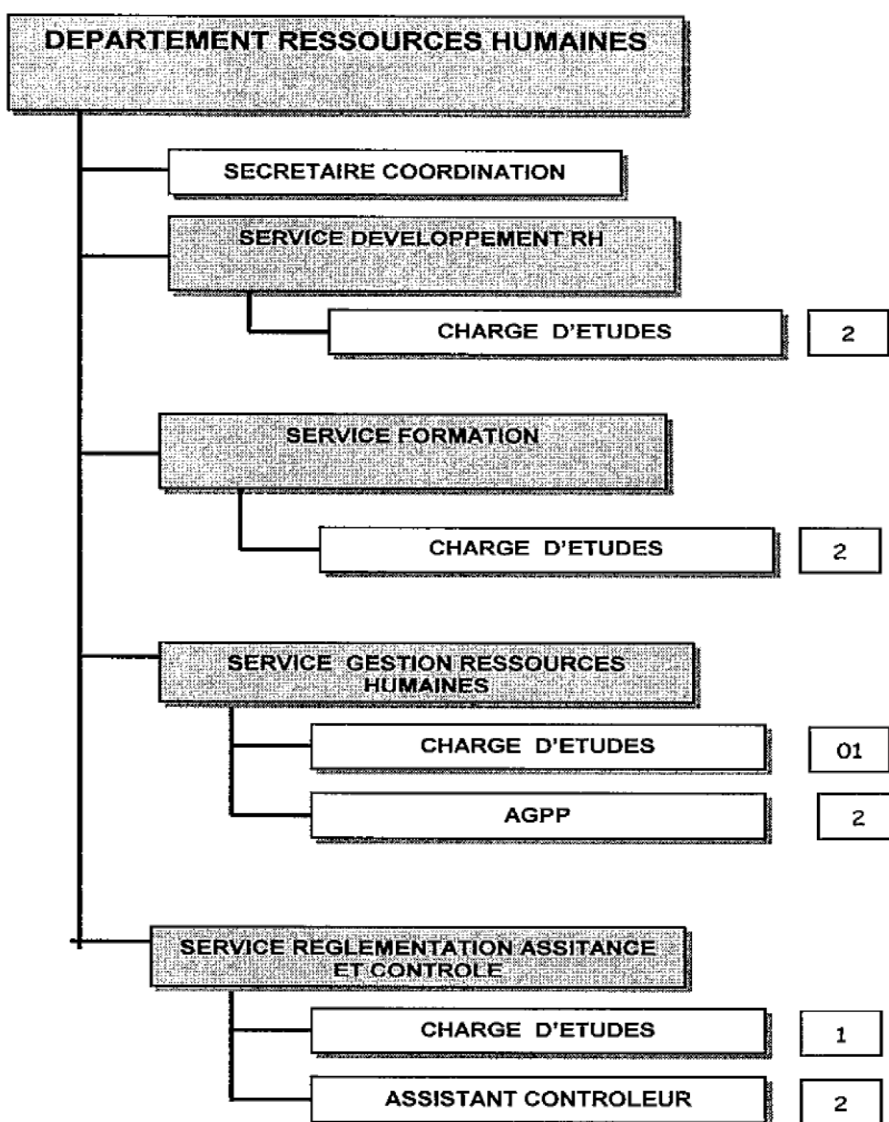 DEPARTEMENT RESSOURCES HUMAINES
SECRETAIRE COORDINATION
SERVICE DEVELOPPEMENT RH
CHARGE D'ETUDES 2
SERVICE FORMATION
CHARGE D'ETUDES 2
SERVICE GESTION RESSOURCES
HUMAINES
CHARGE D'ETUDES 01
AGPP 2
SERVICE REGLEMENTATION ASSITANCE
ET CONTROLE
CHARGE D'ETUDES 1
ASSISTANT CONTROLEUR 2